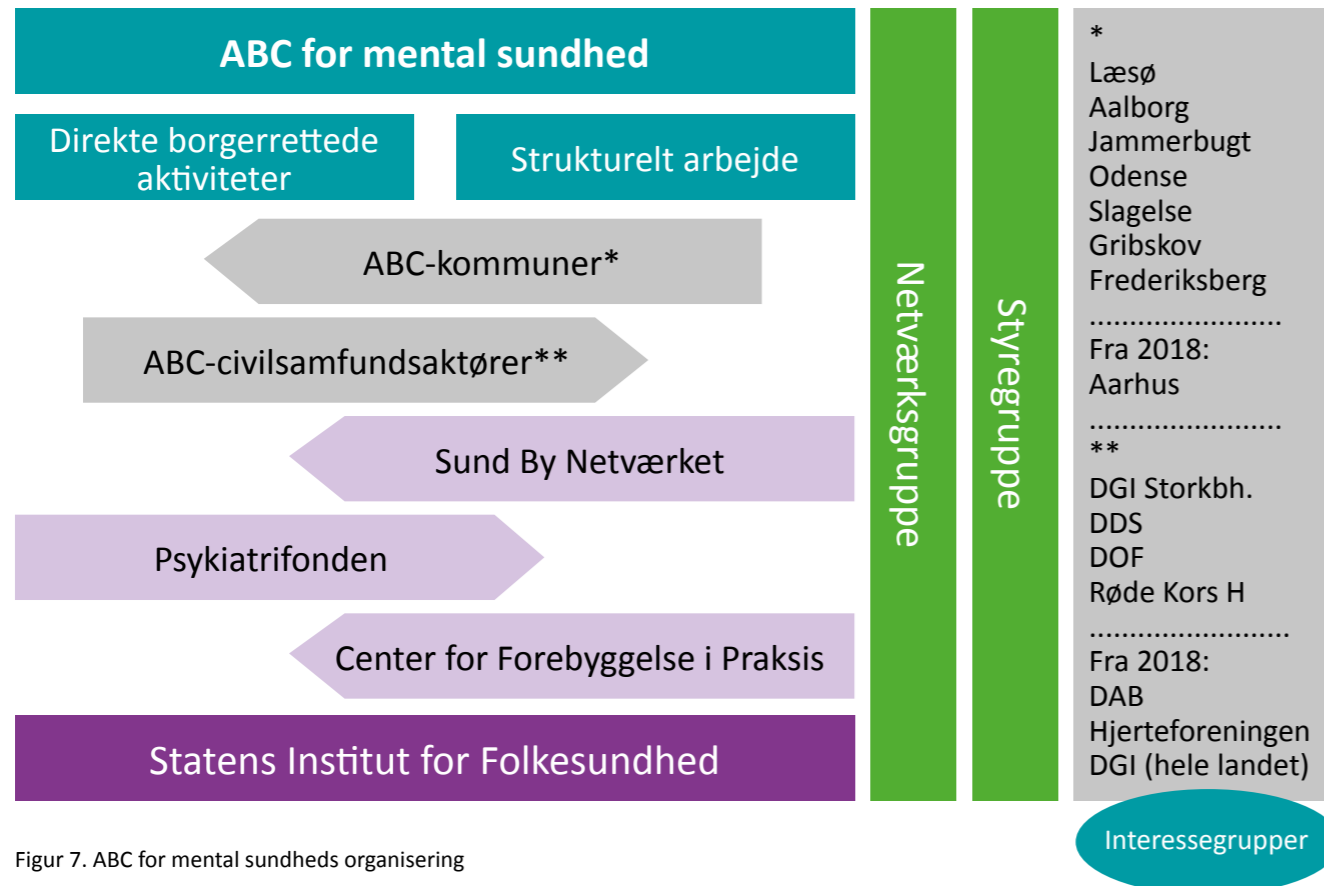 ABC for mental sundhed
Direkte borgerrettede
aktiviteter
Strukturelt arbejde
ABC-kommuner*
ABC-civilsamfundsaktører**
Sund By Netværket
Psykiatrifonden
Center for Forebyggelse i Praksis
Statens Institut for Folkesundhed
Netværksgruppe
Styregruppe
*
Læsø
Aalborg
Jammerbugt
Odense
Slagelse
Gribskov
Frederiksberg
........................
Fra 2018:
Aarhus
........................
**
DGI Storkbh.
DDS
DOF
Røde Kors H
.........................
Fra 2018:
DAB
Hjerteforeningen
DGI (hele landet)
Interessegrupper
Figur 7. ABC for mental sundheds organisering